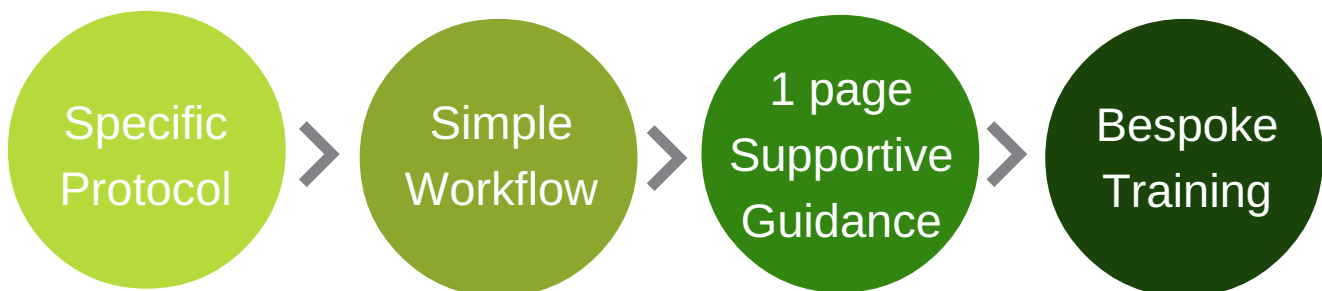 Specific
Protocol
Simple
Workflow
1 page
Supportive
Guidance
Bespoke
Training